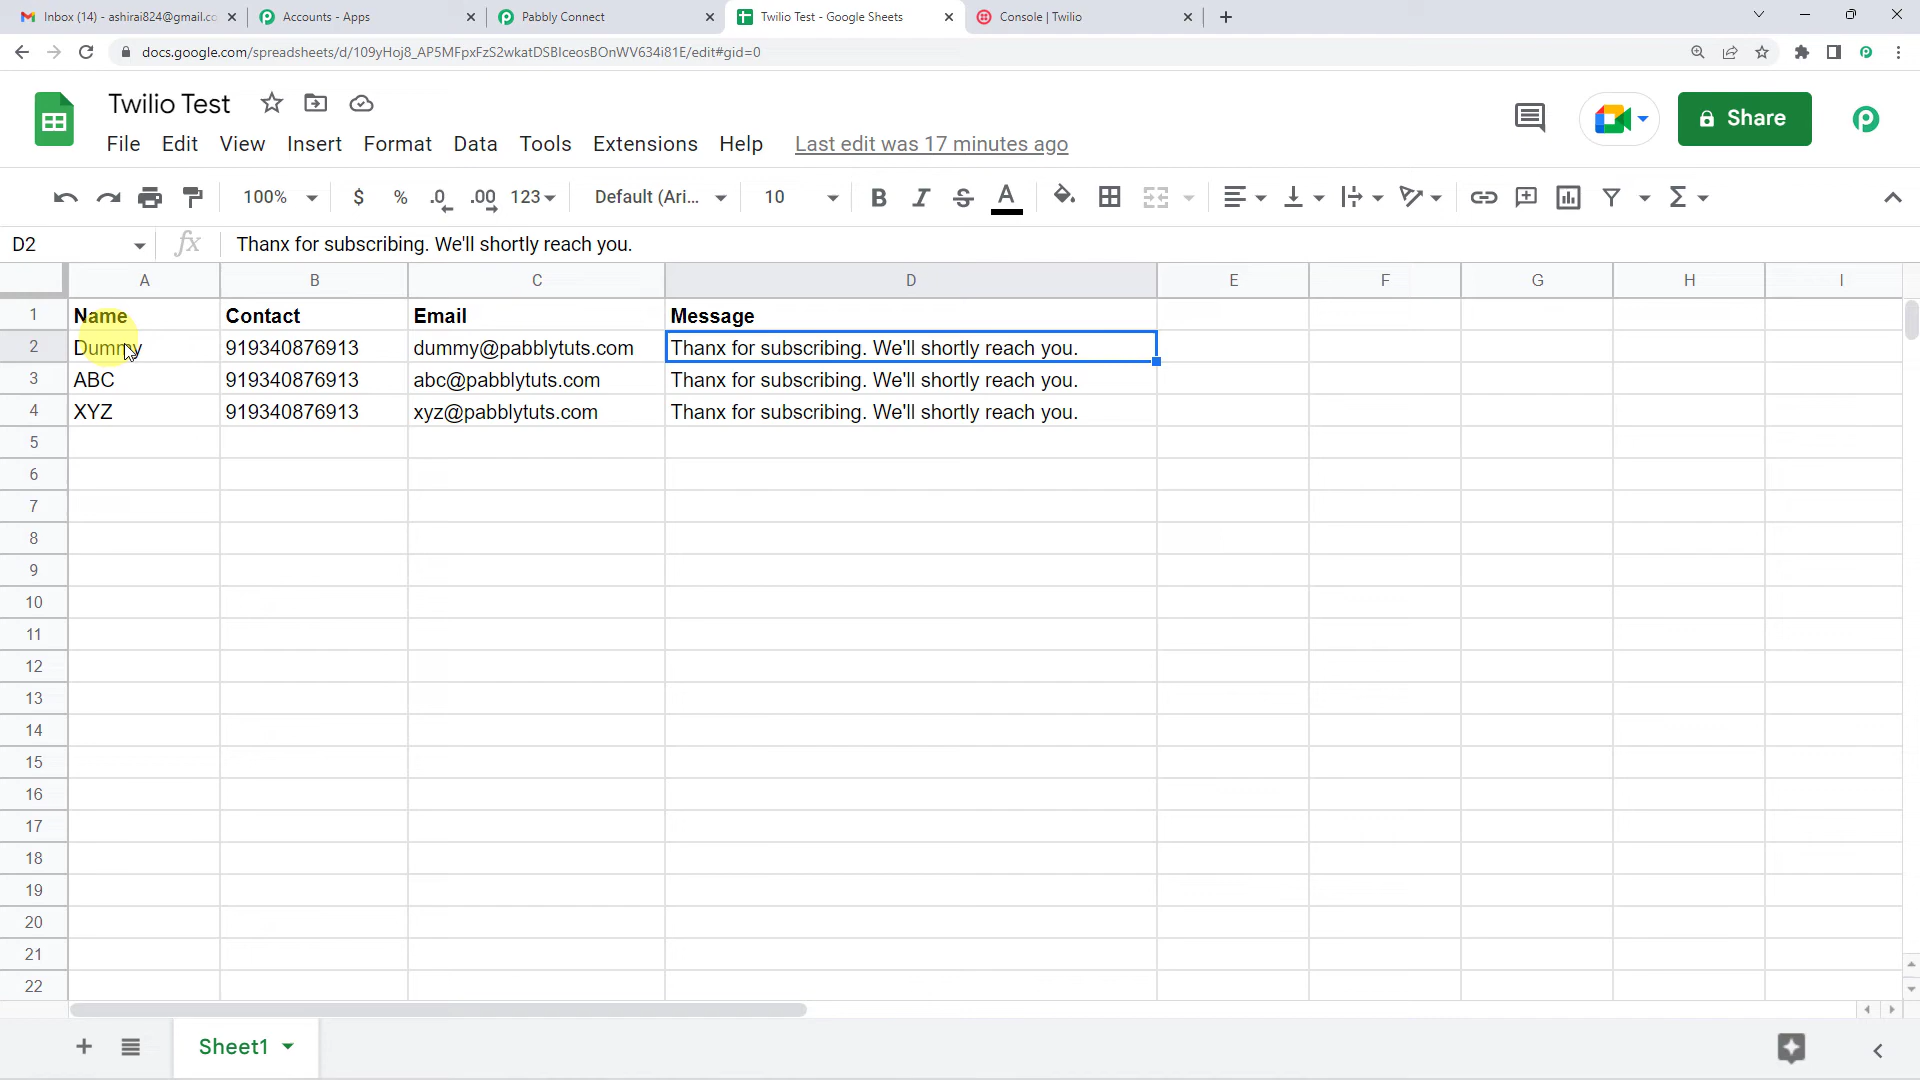 Inbox (14) - ashirai824@gmail.co
Accounts - Apps
Pabbly Connect
Twilio Test - Google Sheets
Console | Twilio
docs.google.com/spreadsheets/d/109yHoj8_AP5MFpxFzS2wkatDSBIceosBOnWV634i81E/edit#gid=0
Twilio Test
Share
File Edit View Insert Format Data Tools Extensions Help Last edit was 17 minutes ago
100% $ % .0 .00 123 Default (Ari... 10 B I S A Σ
D2 fx Thanx for subscribing. We'll shortly reach you.
A B C D E F G H I
1 Name Contact Email Message
2 Dummy 919340876913 dummy@pabblytuts.com Thanx for subscribing. We'll shortly reach you.
3 ABC 919340876913 abc@pabblytuts.com Thanx for subscribing. We'll shortly reach you.
4 XYZ 919340876913 xyz@pabblytuts.com Thanx for subscribing. We'll shortly reach you.
5
6
7
8
9
10
11
12
13
14
15
16
17
18
19
20
21
22
Sheet1